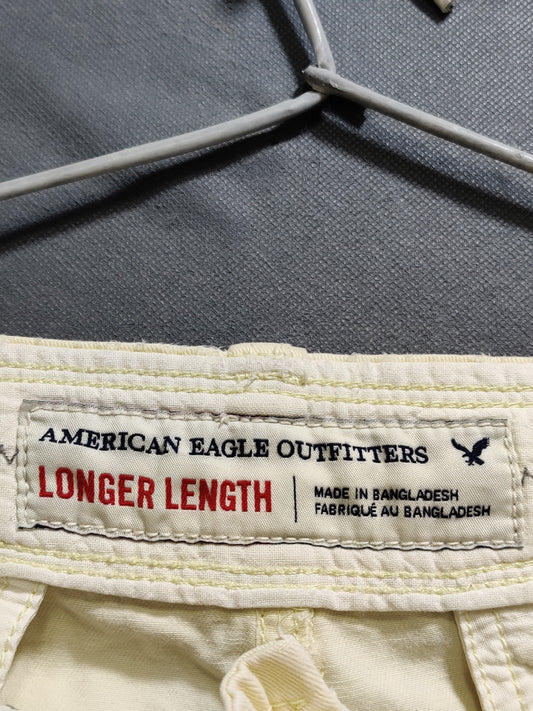 AMERICAN EAGLE OUTFITTERS
LONGER LENGTH
MADE IN BANGLADESH
FABRIQUÉ AU BANGLADESH